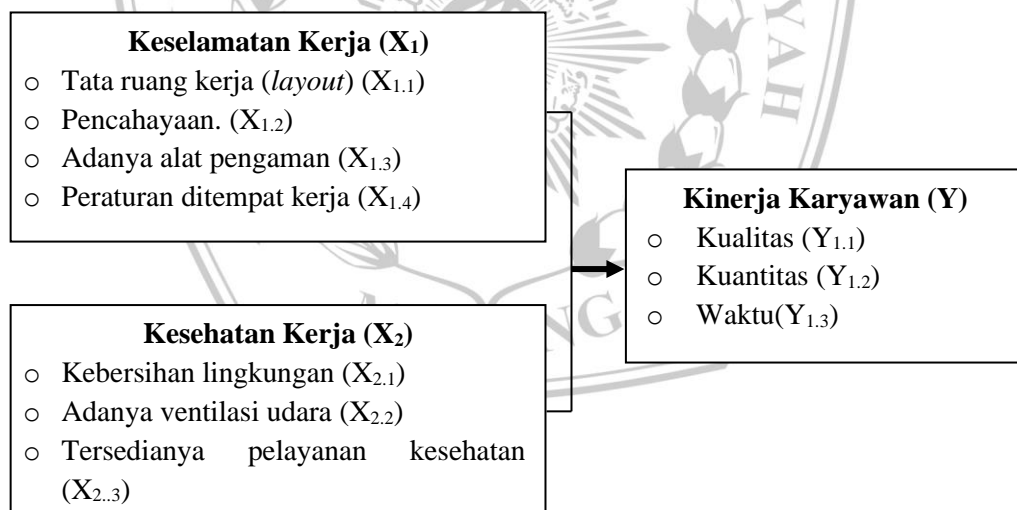 Keselamatan Kerja (X₁)
o Tata ruang kerja (layout) (X₁.₁)
o Pencahayaan. (X₁.₂)
o Adanya alat pengaman (X₁.₃)
o Peraturan ditempat kerja (X₁.₄)
Kinerja Karyawan (Y)
o Kualitas (Y₁.₁)
o Kuantitas (Y₁.₂)
o Waktu(Y₁.₃)
Kesehatan Kerja (X₂)
o Kebersihan lingkungan (X₂.₁)
o Adanya ventilasi udara (X₂.₂)
o Tersedianya pelayanan kesehatan
(X₂..₃)
YAH
NG